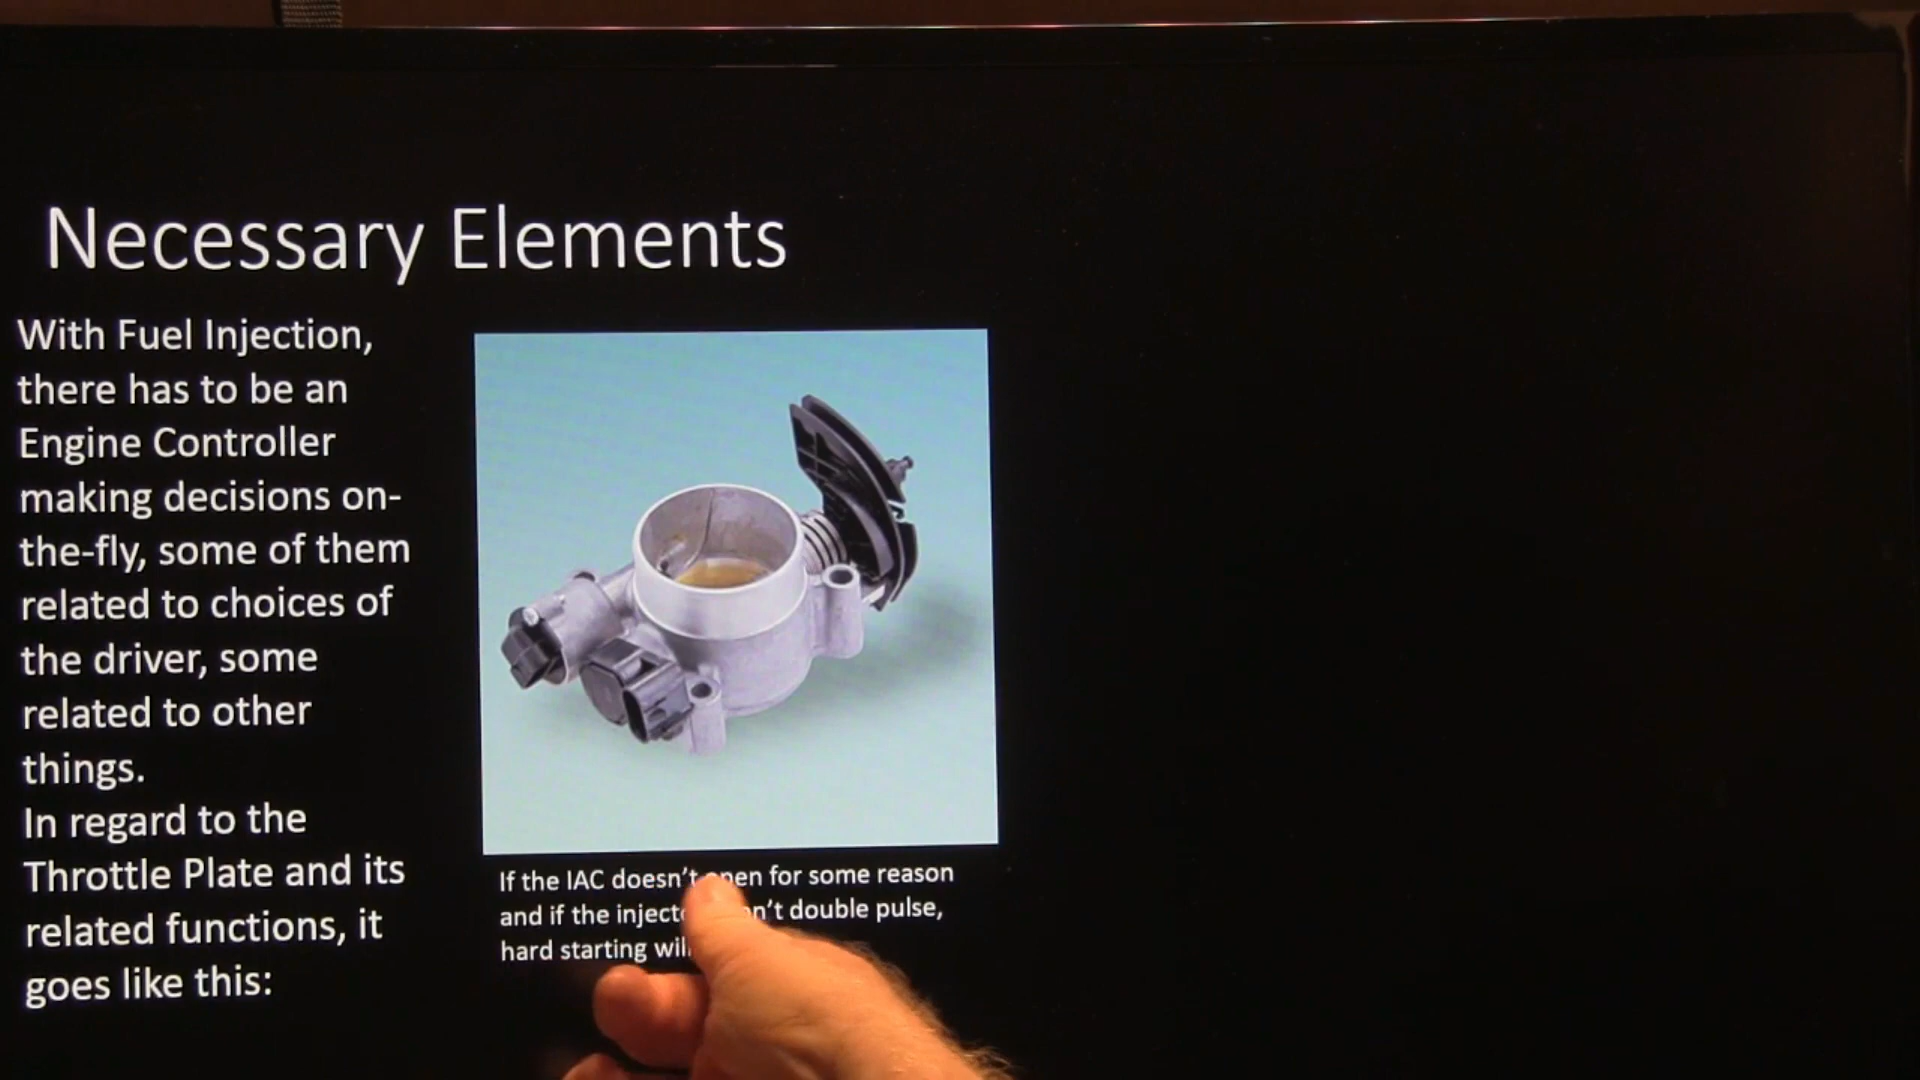 Necessary Elements
With Fuel Injection,
there has to be an
Engine Controller
making decisions on-
the-fly, some of them
related to choices of
the driver, some
related to other
things.
In regard to the
Throttle Plate and its
related functions, it
goes like this:
If the IAC doesn't open for some reason
and if the double pulse,
hard starting